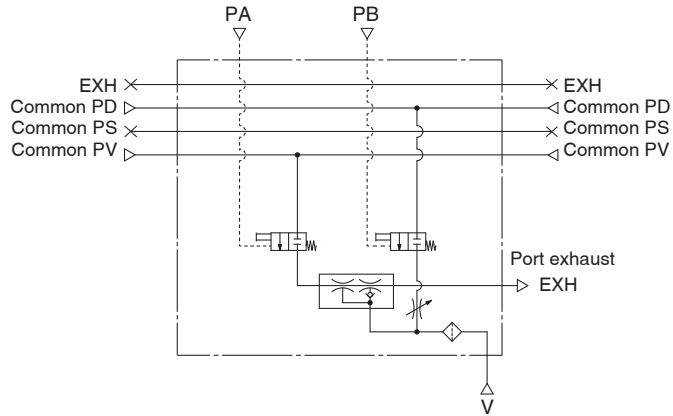 PA PB
EXH EXH
Common PD Common PD
Common PS Common PS
Common PV Common PV
Port exhaust
EXH
V